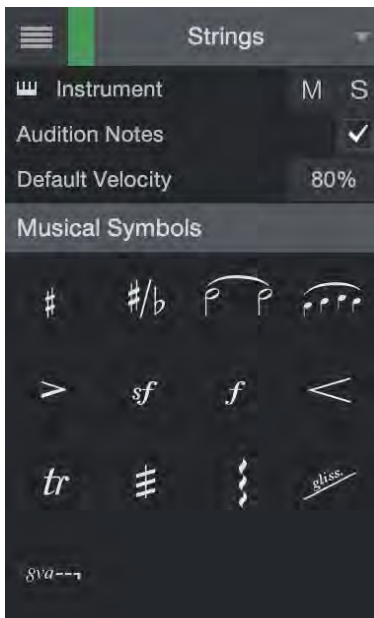 Strings
Instrument M S
Audition Notes
Default Velocity 80%
Musical Symbols
♯ ♯/♭
> sf f <
tr gliss.
8va